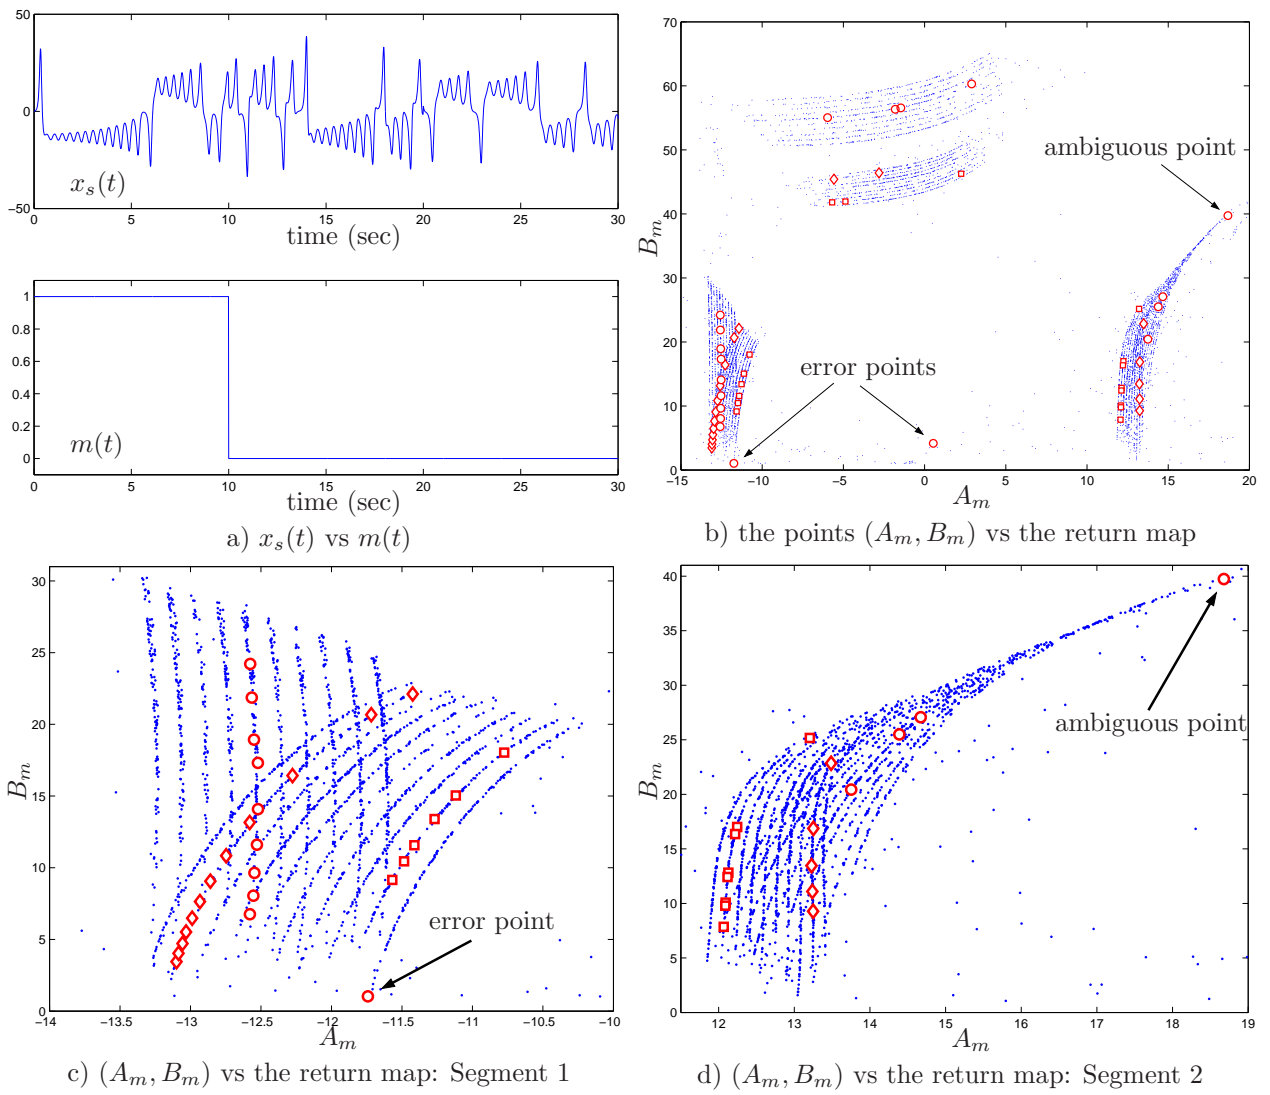 50
0
−50
0 5 10 15 20 25 30
x_s(t)
time (sec)
1
0.8
0.6
0.4
0.2
0
0 5 10 15 20 25 30
m(t)
time (sec)
a) x_s(t) vs m(t)
70
60
50
40
30
20
10
0
B_m
ambiguous point
error points
−15 −10 −5 0 5 10 15 20
A_m
b) the points (A_m, B_m) vs the return map
30
25
20
15
10
5
0
B_m
error point
−14 −13.5 −13 −12.5 −12 −11.5 −11 −10.5 −10
A_m
c) (A_m, B_m) vs the return map: Segment 1
40
35
30
25
20
15
10
5
0
B_m
ambiguous point
12 13 14 15 16 17 18 19
A_m
d) (A_m, B_m) vs the return map: Segment 2